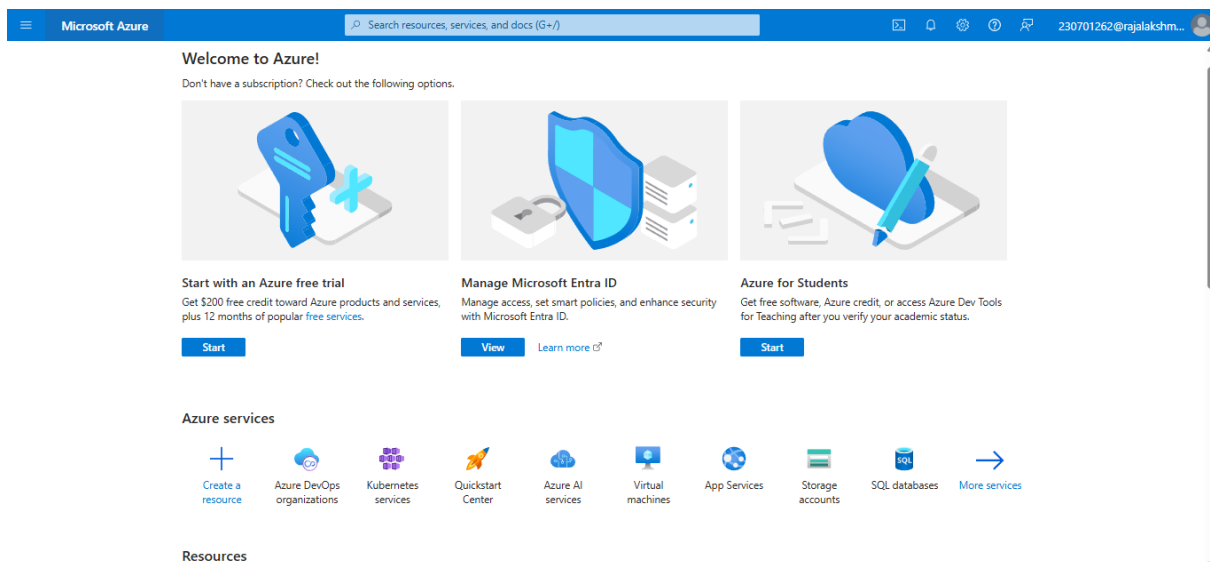 Microsoft Azure
Search resources, services, and docs (G+/)
230701262@rajalakshm...
Welcome to Azure!
Don't have a subscription? Check out the following options.
Start with an Azure free trial
Get $200 free credit toward Azure products and services,
plus 12 months of popular free services.
Start
Manage Microsoft Entra ID
Manage access, set smart policies, and enhance security
with Microsoft Entra ID.
View
Learn more
Azure for Students
Get free software, Azure credit, or access Azure Dev Tools
for Teaching after you verify your academic status.
Start
Azure services
Create a
resource
Azure DevOps
organizations
Kubernetes
services
Quickstart
Center
Azure AI
services
Virtual
machines
App Services
Storage
accounts
SQL
SQL databases
More services
Resources